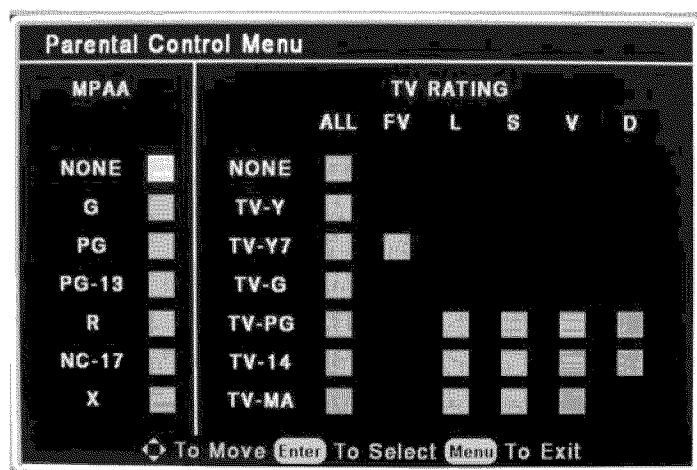 Parental Control Menu
MPAA TV RATING
ALL FV L S V D
NONE NONE
G TV-Y
PG TV-Y7
PG-13 TV-G
R TV-PG
NC-17 TV-14
X TV-MA
To Move Enter To Select Menu To Exit